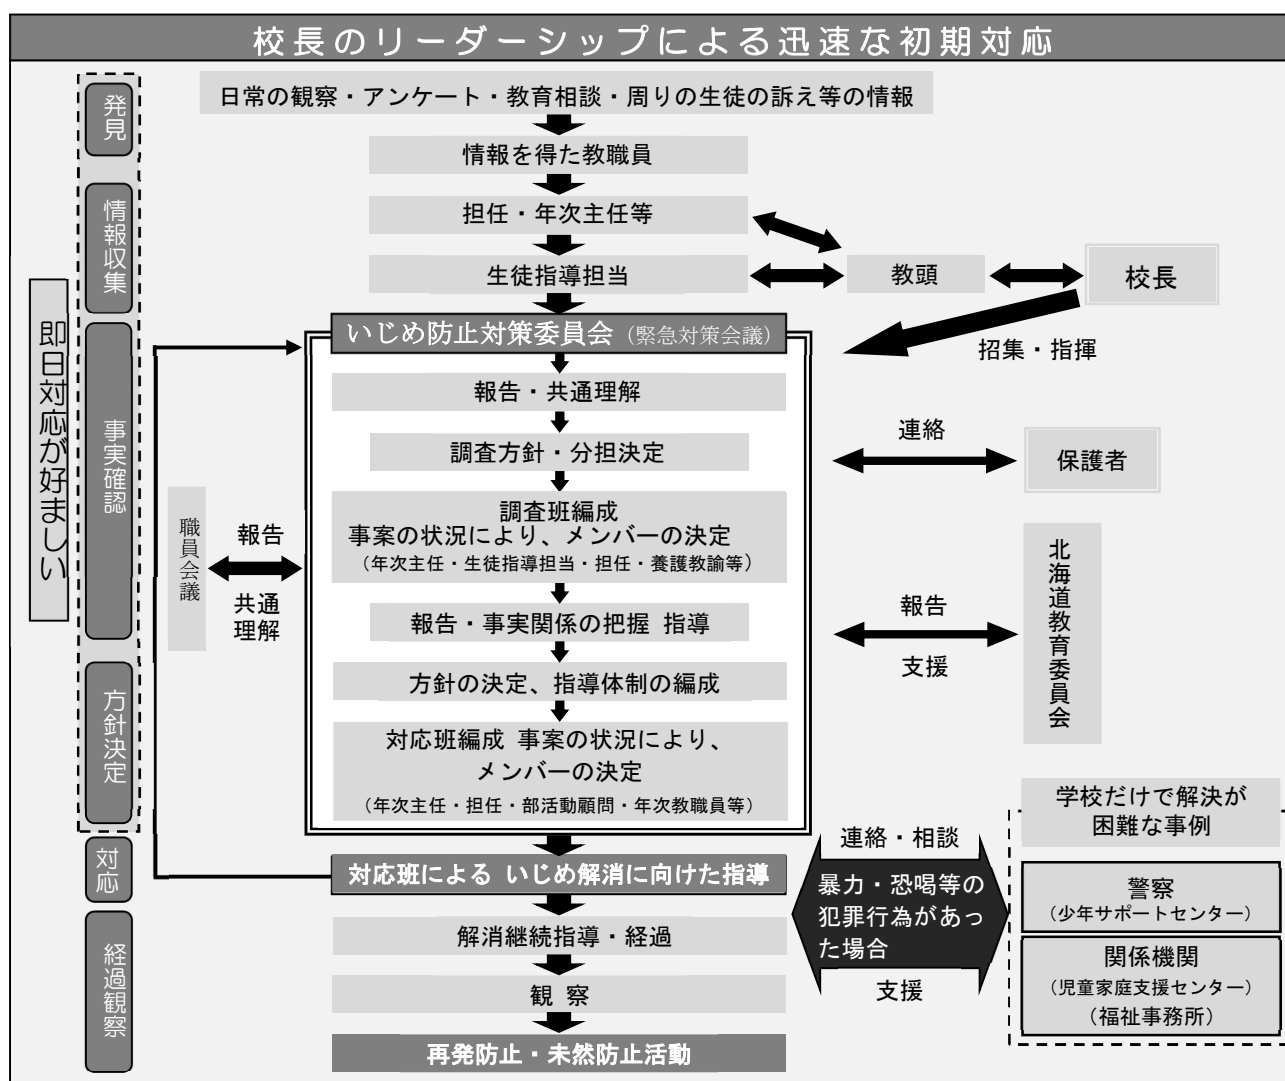 校長のリーダーシップによる迅速な初期対応
発見
日常の観察・アンケート・教育相談・周りの生徒の訴え等の情報
情報を得た教職員
情報収集
担任・年次主任等
生徒指導担当
教頭
校長
招集・指揮
即日対応が好ましい
いじめ防止対策委員会（緊急対策会議）
事実確認
報告・共通理解
調査方針・分担決定
連絡
保護者
調査班編成
事案の状況により、メンバーの決定
（年次主任・生徒指導担当・担任・養護教諭等）
職員会議
報告
共通
理解
報告・事実関係の把握 指導
報告
支援
北海道教育委員会
方針決定
方針の決定、指導体制の編成
対応班編成 事案の状況により、
メンバーの決定
（年次主任・担任・部活動顧問・年次教職員等）
学校だけで解決が
困難な事例
対応
対応班による いじめ解消に向けた指導
連絡・相談
暴力・恐喝等の
犯罪行為があっ
た場合
支援
警察
（少年サポートセンター）
関係機関
（児童家庭支援センター）
（福祉事務所）
経過観察
解消継続指導・経過
観 察
再発防止・未然防止活動